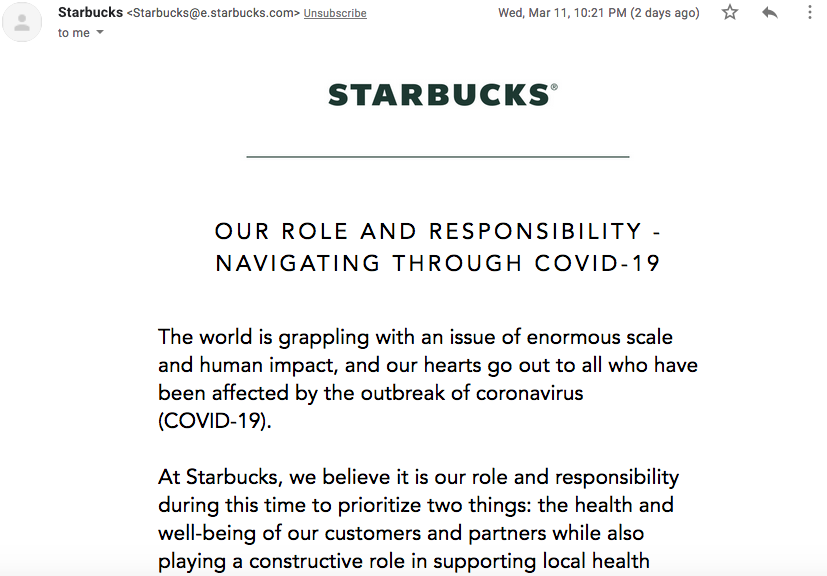 Starbucks <Starbucks@e.starbucks.com> Unsubscribe
Wed, Mar 11, 10:21 PM (2 days ago)
to me
STARBUCKS®
OUR ROLE AND RESPONSIBILITY -
NAVIGATING THROUGH COVID-19
The world is grappling with an issue of enormous scale
and human impact, and our hearts go out to all who have
been affected by the outbreak of coronavirus
(COVID-19).
At Starbucks, we believe it is our role and responsibility
during this time to prioritize two things: the health and
well-being of our customers and partners while also
playing a constructive role in supporting local health